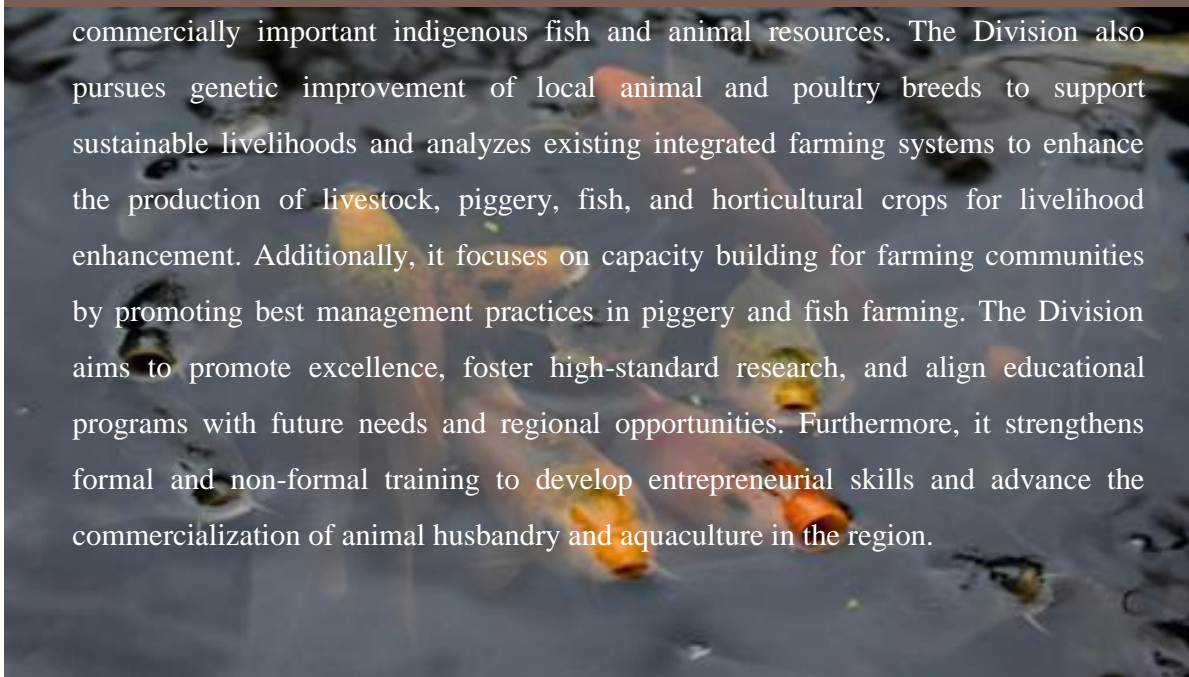 commercially important indigenous fish and animal resources. The Division also
pursues genetic improvement of local animal and poultry breeds to support
sustainable livelihoods and analyzes existing integrated farming systems to enhance
the production of livestock, piggery, fish, and horticultural crops for livelihood
enhancement. Additionally, it focuses on capacity building for farming communities
by promoting best management practices in piggery and fish farming. The Division
aims to promote excellence, foster high-standard research, and align educational
programs with future needs and regional opportunities. Furthermore, it strengthens
formal and non-formal training to develop entrepreneurial skills and advance the
commercialization of animal husbandry and aquaculture in the region.